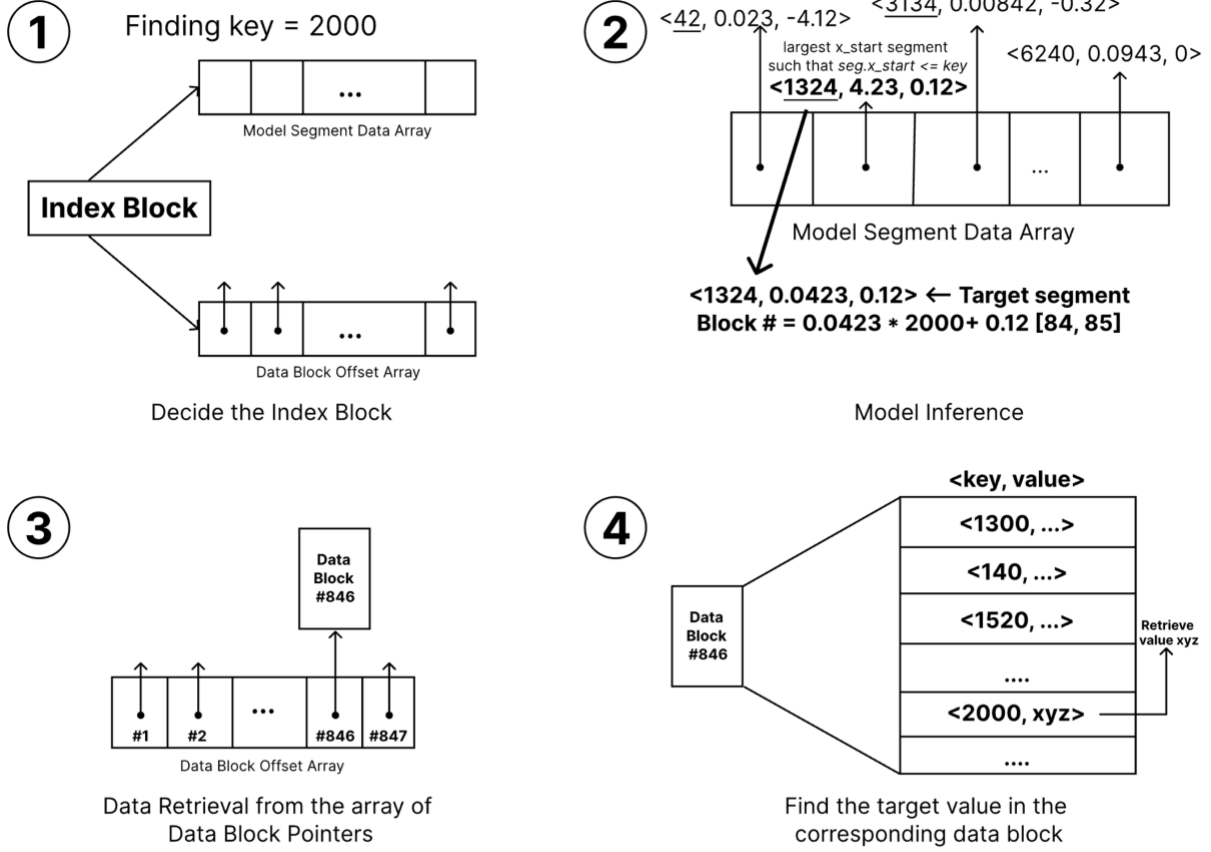 1
Finding key = 2000
...
Model Segment Data Array
Index Block
...
Data Block Offset Array
Decide the Index Block
2
<42, 0.023, -4.12>
<3134, 0.00842, -0.32>
<6240, 0.0943, 0>
largest x_start segment
such that seg.x_start <= key
<1324, 4.23, 0.12>
...
Model Segment Data Array
<1324, 0.0423, 0.12> ← Target segment
Block # = 0.0423 * 2000+ 0.12 [84, 85]
Model Inference
3
Data
Block
#846
...
#1 #2 #846 #847
Data Block Offset Array
Data Retrieval from the array of
Data Block Pointers
4
<key, value>
<1300, ...>
<140, ...>
<1520, ...>
....
<2000, xyz>
....
Data
Block
#846
Retrieve
value xyz
Find the target value in the
corresponding data block